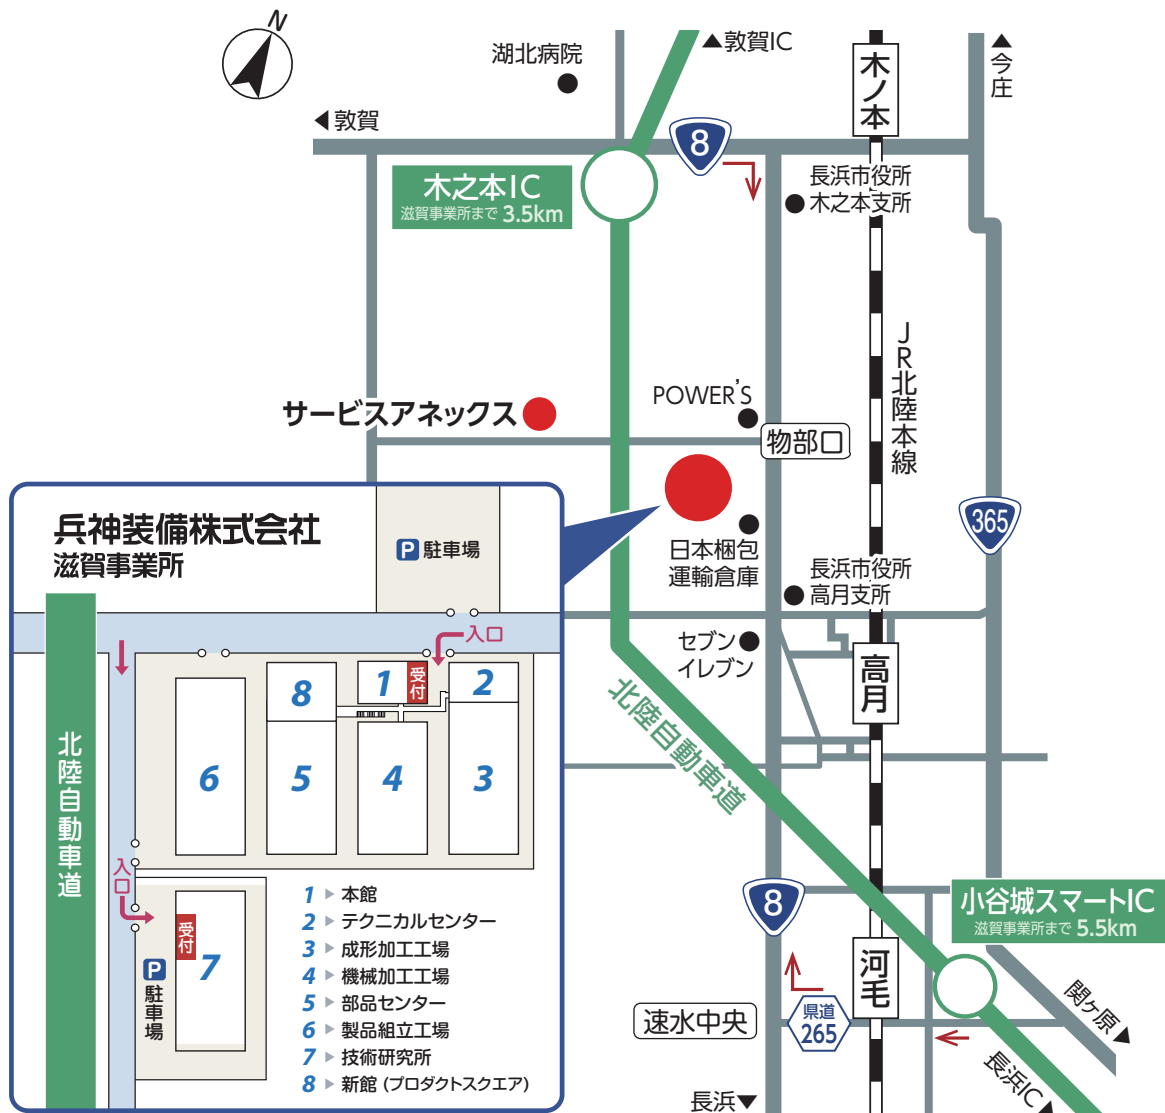 N
湖北病院
▲敦賀IC
木ノ本
▲今庄
◀敦賀
8
木之本IC
滋賀事業所まで 3.5km
長浜市役所
木之本支所
JR北陸本線
サービスアネックス
POWER'S
物部口
365
日本梱包
運輸倉庫
長浜市役所
高月支所
セブン
イレブン
高月
北陸自動車道
8
小谷城スマートIC
滋賀事業所まで 5.5km
河毛
速水中央
県道
265
関ヶ原▶
長浜IC▶
長浜▼
兵神装備株式会社
滋賀事業所
P 駐車場
入口
北陸自動車道
8
1
受付
2
6
5
4
3
入口
受付
7
P
駐車場
1 ▶ 本館
2 ▶ テクニカルセンター
3 ▶ 成形加工工場
4 ▶ 機械加工工場
5 ▶ 部品センター
6 ▶ 製品組立工場
7 ▶ 技術研究所
8 ▶ 新館 (プロダクトスクエア)